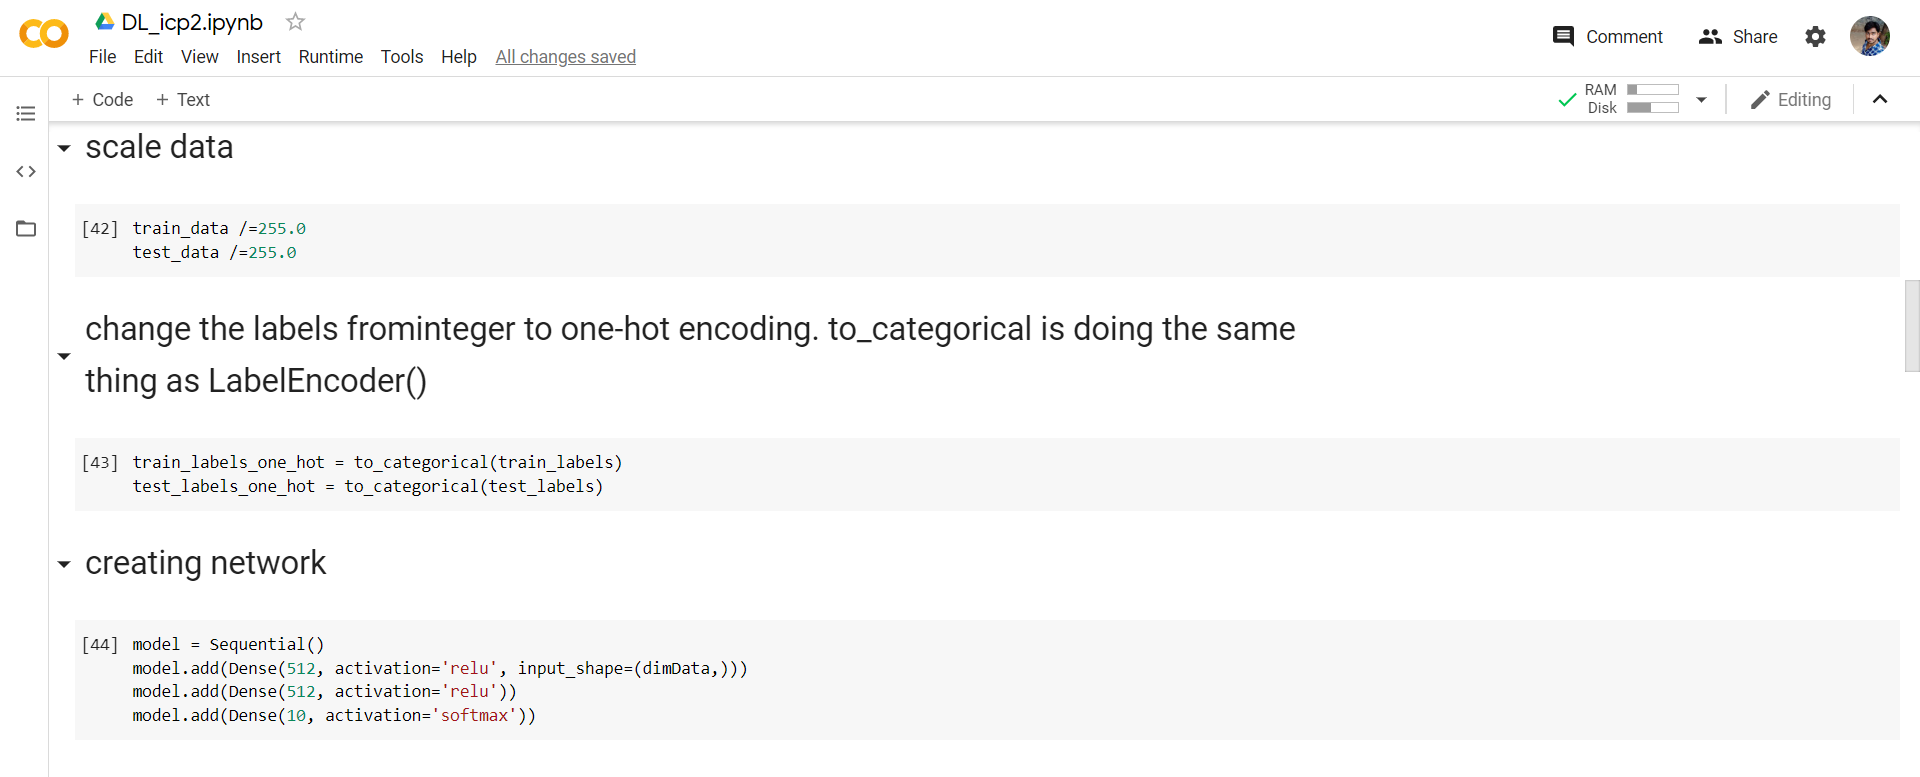 CO DL_icp2.ipynb
File Edit View Insert Runtime Tools Help All changes saved
Comment Share
+ Code + Text
RAM
Disk
Editing
scale data
[42] train_data /=255.0
test_data /=255.0
change the labels frominteger to one-hot encoding. to_categorical is doing the same
thing as LabelEncoder()
[43] train_labels_one_hot = to_categorical(train_labels)
test_labels_one_hot = to_categorical(test_labels)
creating network
[44] model = Sequential()
model.add(Dense(512, activation='relu', input_shape=(dimData,)))
model.add(Dense(512, activation='relu'))
model.add(Dense(10, activation='softmax'))